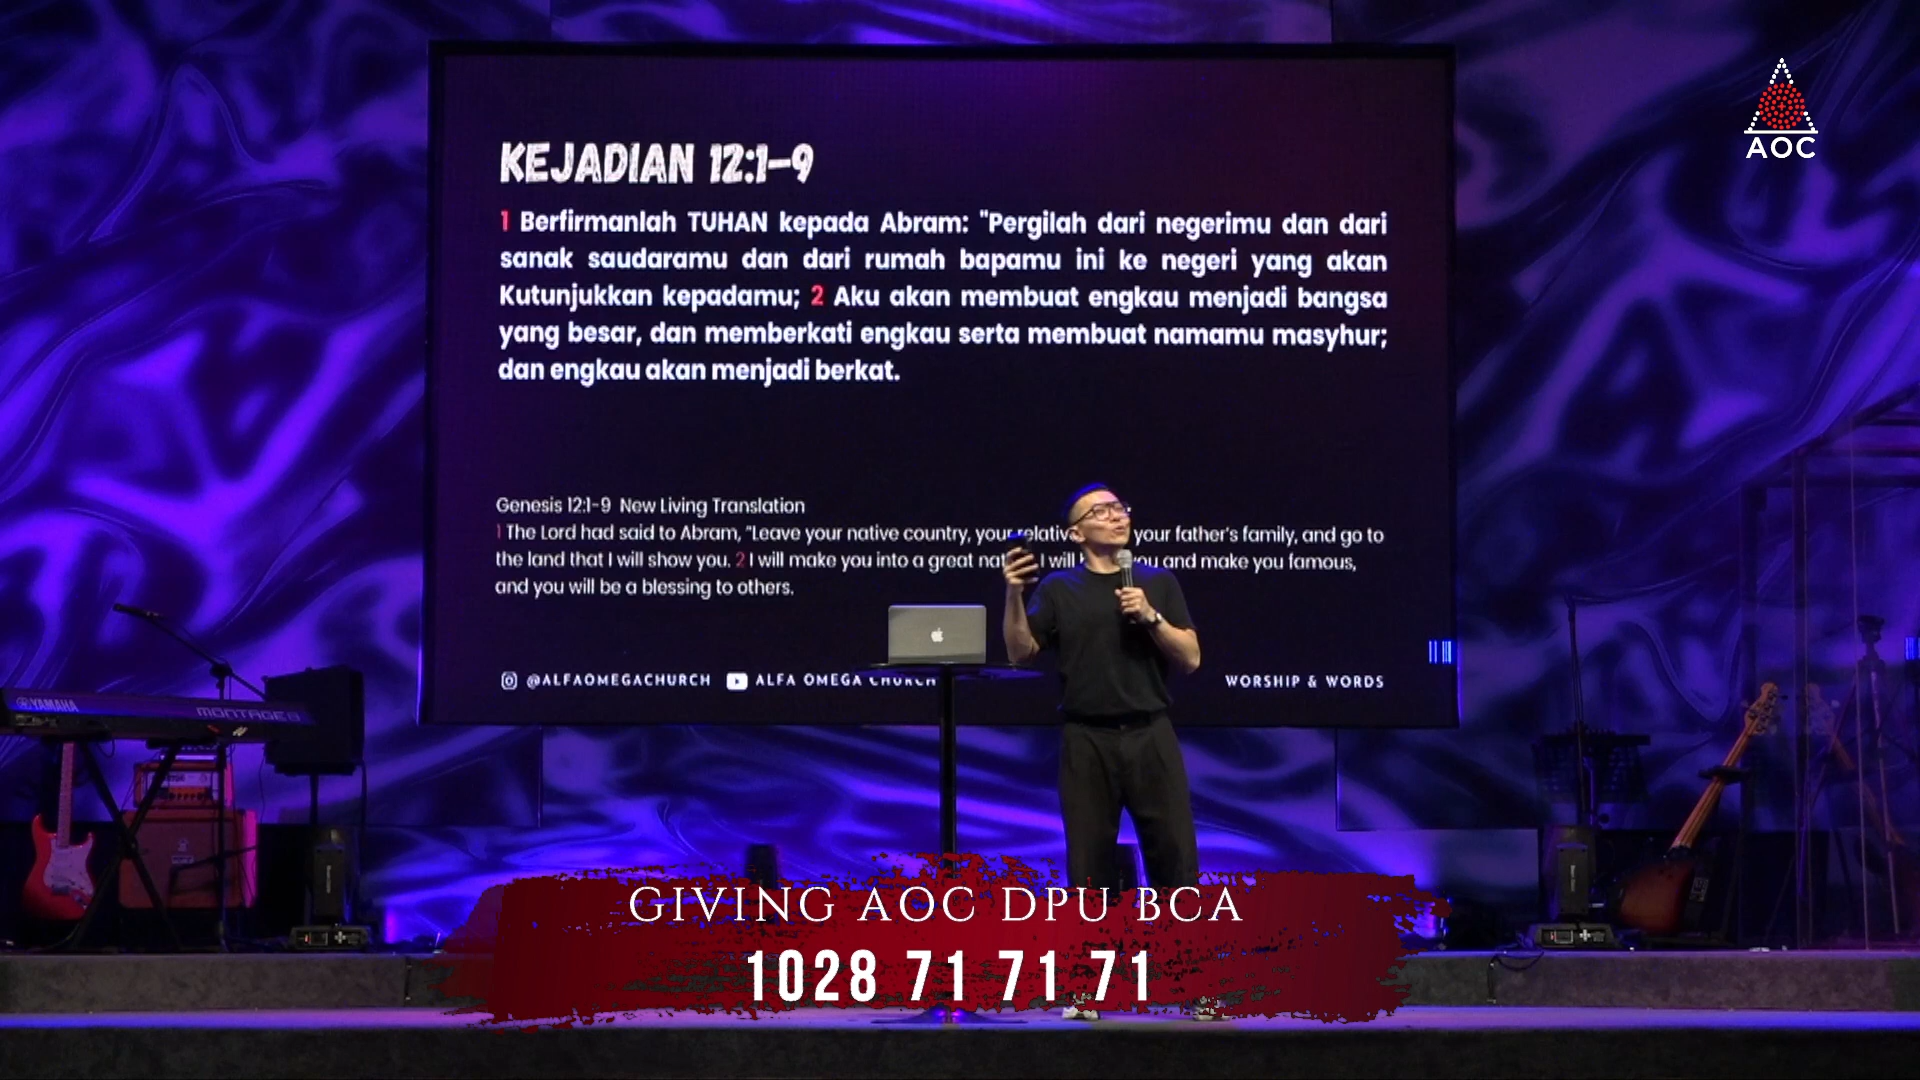 AOC
KEJADIAN 12:1-9
1 Berfirmanlah TUHAN kepada Abram: "Pergilah dari negerimu dan dari
sanak saudaramu dan dari rumah bapamu ini ke negeri yang akan
Kutunjukkan kepadamu; 2 Aku akan membuat engkau menjadi bangsa
yang besar, dan memberkati engkau serta membuat namamu masyhur;
dan engkau akan menjadi berkat.
Genesis 12:1-9 New Living Translation
1 The Lord had said to Abram, “Leave your native country, your your father's family, and go to
the land that I will show you. 2 I will make you into a great I will you and make you famous,
and you will be a blessing to others.
@ALFAOMEGACHURCH ALFA OMEGA CHURCH WORSHIP & WORDS
YAMAHA MONTAGE 8
GIVING AOC DPU BCA
1028 71 71 71